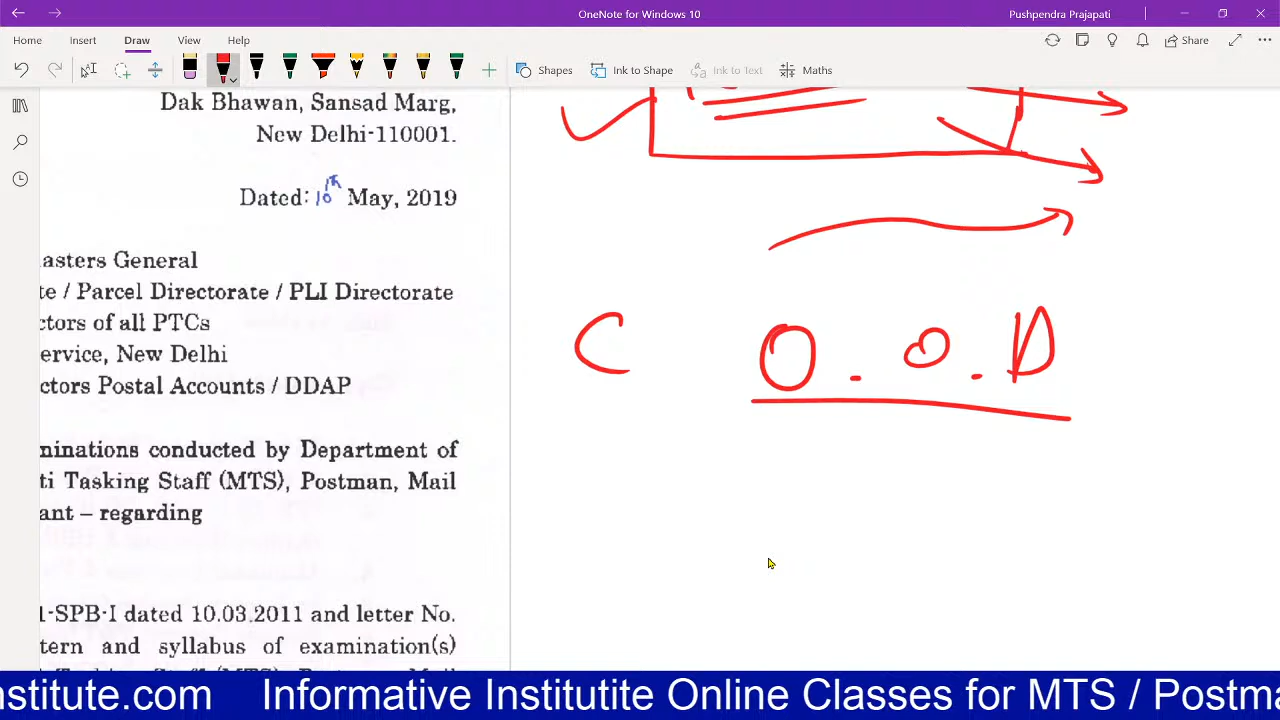 OneNote for Windows 10
Pushpendra Prajapati
Home Insert Draw View Help
Share
Shapes Ink to Shape Ink to Text Maths
Dak Bhawan, Sansad Marg,
New Delhi-110001.
Dated: 10th May, 2019
asters General
te / Parcel Directorate / PLI Directorate
ctors of all PTCs
ervice, New Delhi
ctors Postal Accounts / DDAP
minations conducted by Department of
ti Tasking Staff (MTS), Postman, Mail
ant – regarding
1-SPB-I dated 10.03.2011 and letter No.
tern and syllabus of examination(s)
C O.O.D
nstitute.com Informative Institite Online Classes for MTS / Postma